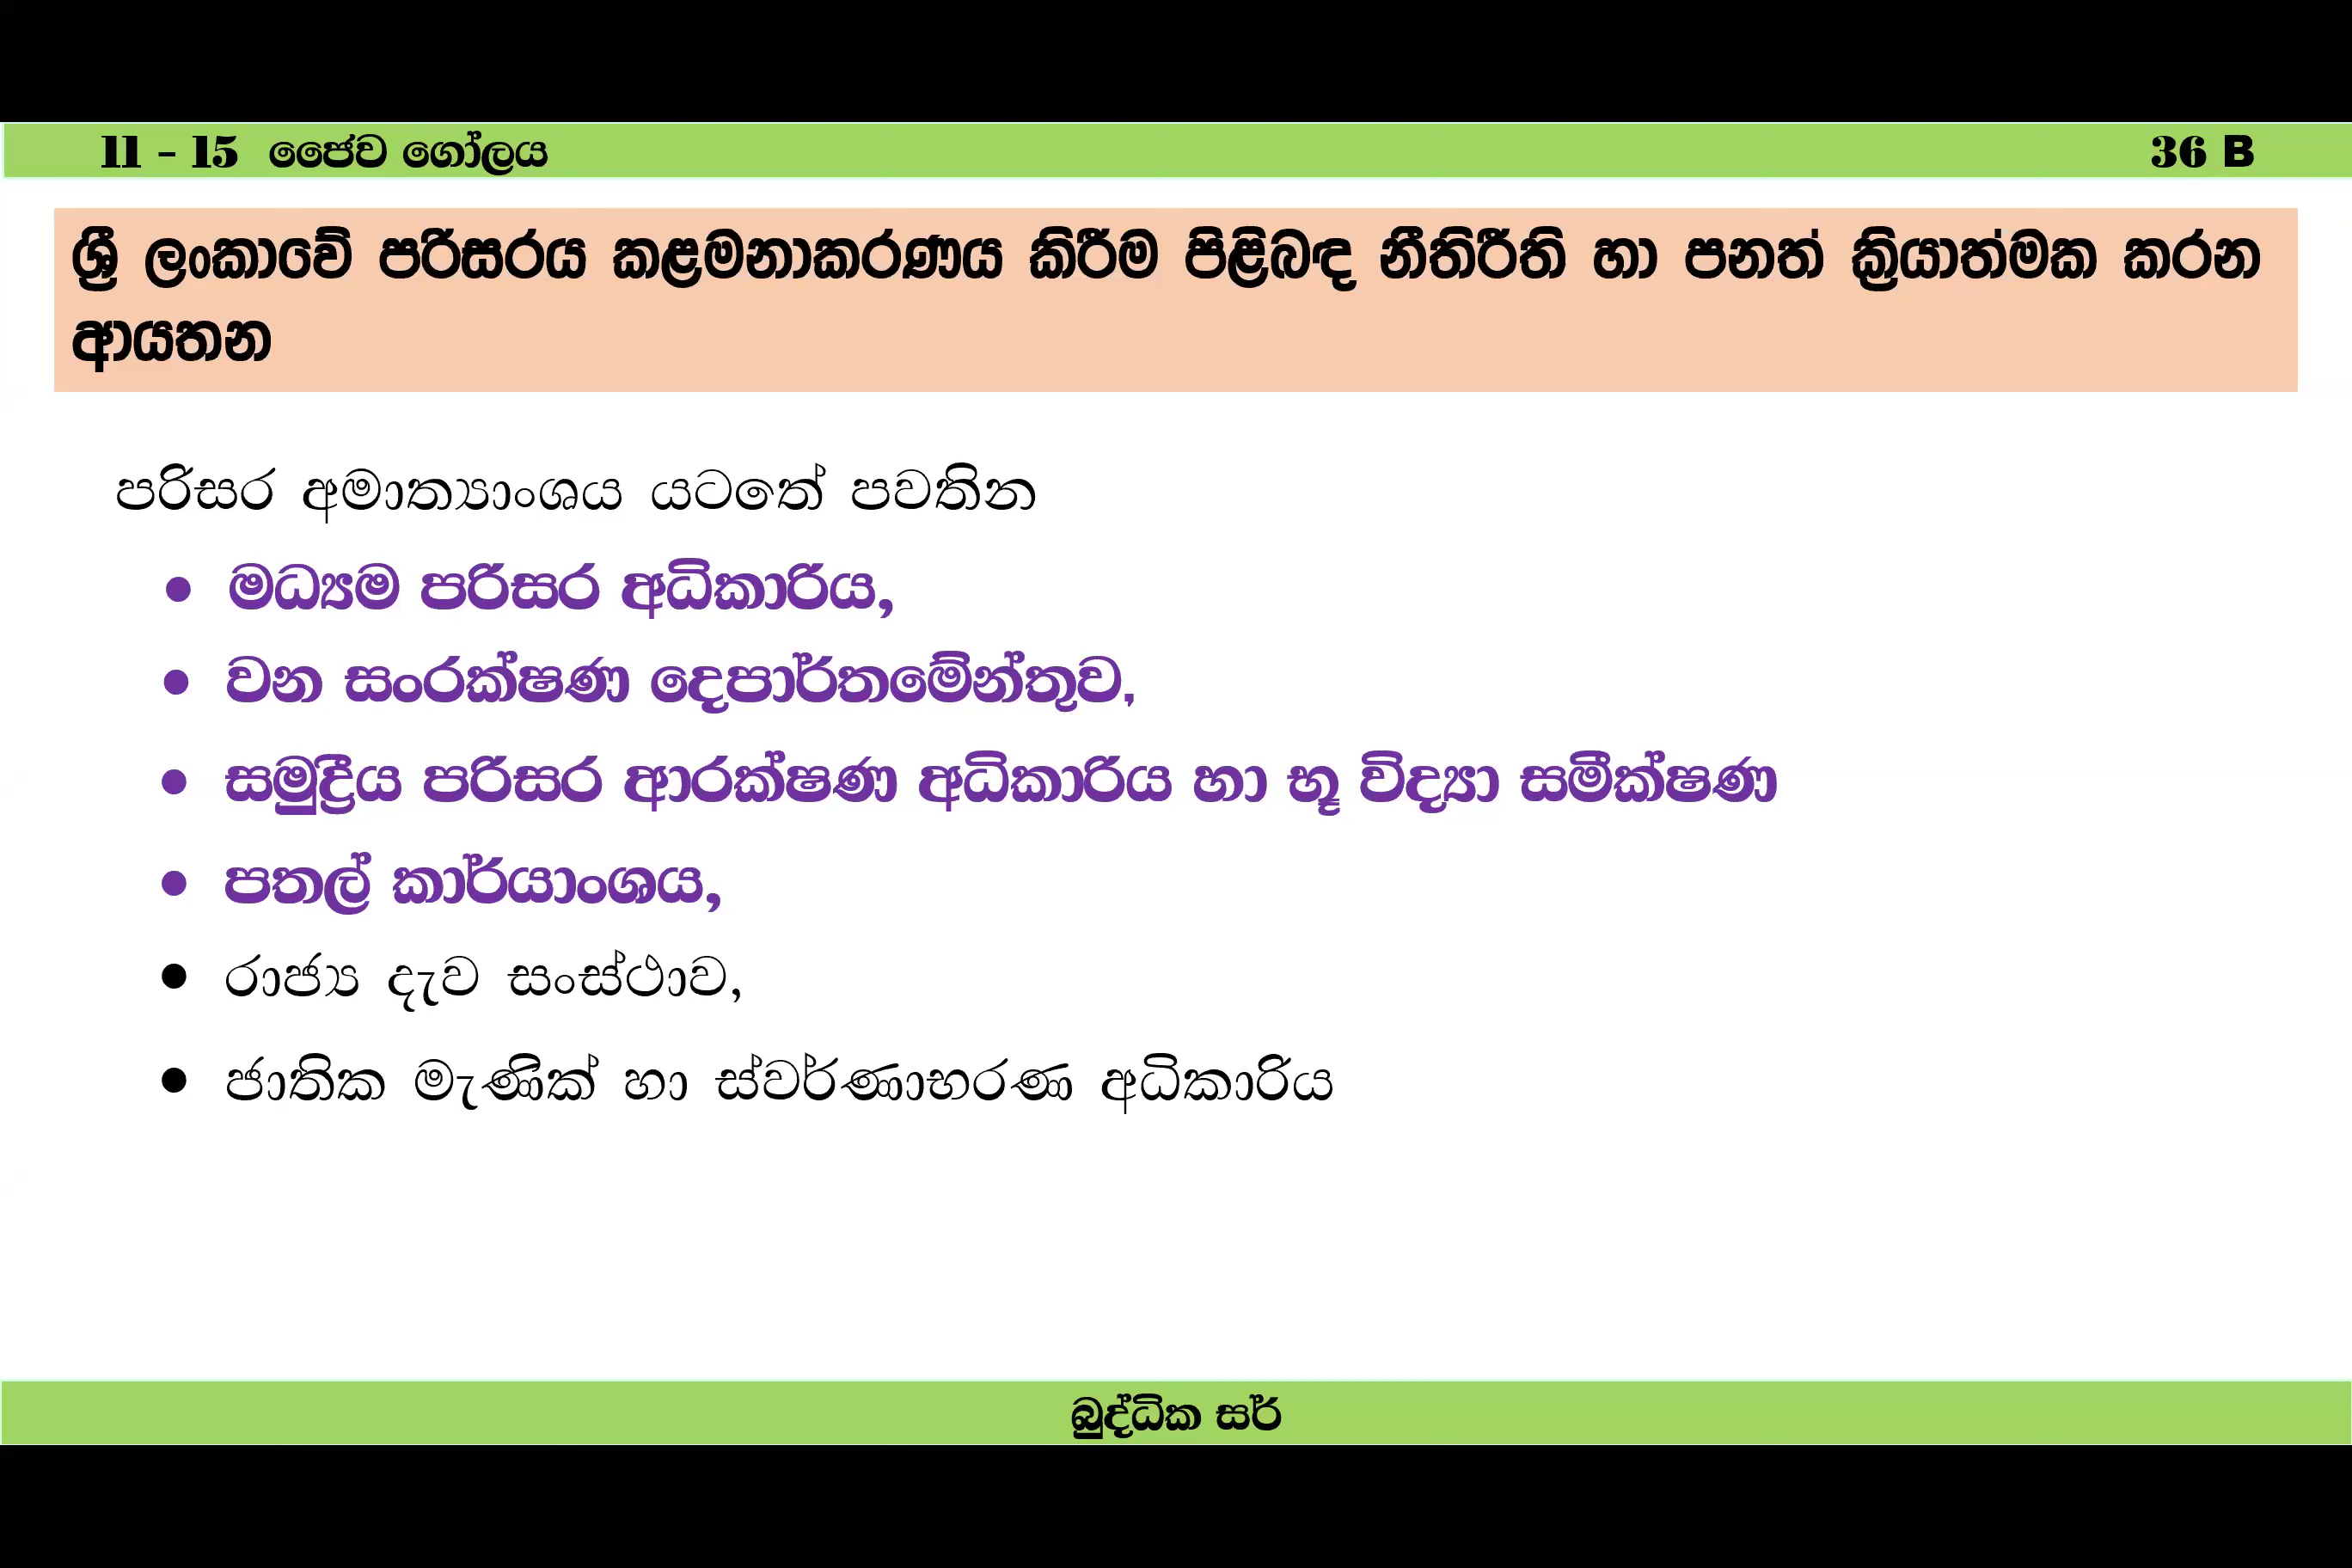 11 - 15 ජෛව ගෝලය 36 B
ශ්‍රී ලංකාවේ පරිසරය කළමනාකරණය කිරීම පිළිබඳ නීතිරීති හා පනත් ක්‍රියාත්මක කරන
ආයතන
පරිසර අමාත්‍යාංශය යටතේ පවතින
• මධ්‍යම පරිසර අධිකාරිය,
• වන සංරක්ෂණ දෙපාර්තමේන්තුව,
• සමුද්‍රීය පරිසර ආරක්ෂණ අධිකාරිය හා භූ විද්‍යා සමීක්ෂණ
• පතල් කාර්යාංශය,
• රාජ්‍ය දැව සංස්ථාව,
• ජාතික මැණික් හා ස්වර්ණාභරණ අධිකාරිය
බුද්ධික සර්